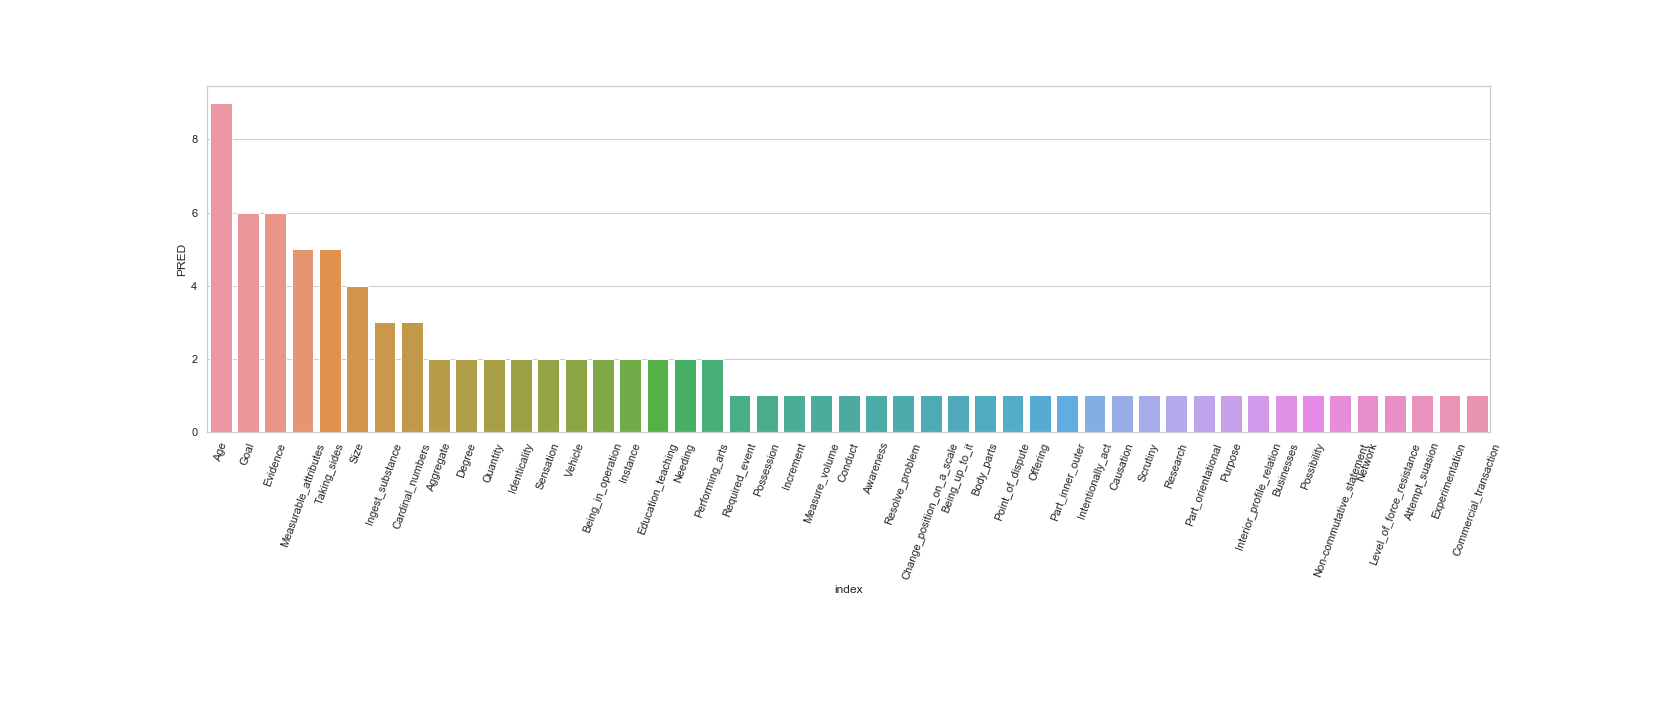 8
6
4
2
0
PRED
Age
Goal
Evidence
Measurable_attributes
Taking_sides
Size
Ingest_substance
Cardinal_numbers
Aggregate
Degree
Quantity
Identicality
Sensation
Vehicle
Being_in_operation
Instance
Education_teaching
Needing
Performing_arts
Required_event
Possession
Increment
Measure_volume
Conduct
Awareness
Resolve_problem
Change_position_on_a_scale
Being_up_to_it
Body_parts
Point_of_dispute
Offering
Part_inner_outer
Intentionally_act
Causation
Scrutiny
Research
Part_orientational
Purpose
Interior_profile_relation
Businesses
Possibility
Non-commutative_statement
Network
Level_of_force_resistance
Attempt_suasion
Experimentation
Commercial_transaction
index